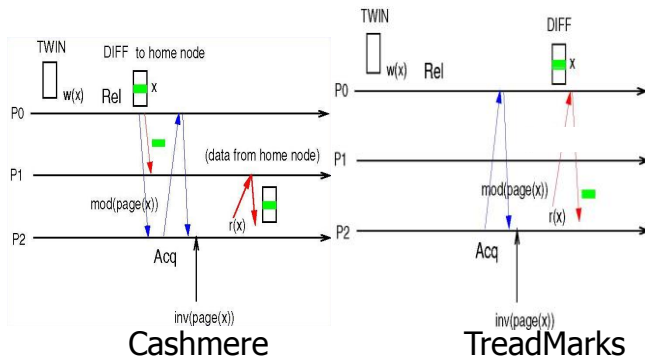 TWIN
DIFF to home node
w(x)
Rel
x
P0
(data from home node)
P1
mod(page(x))
r(x)
P2
Acq
inv(page(x))
Cashmere
TWIN
DIFF
w(x)
Rel
x
P0
P1
mod(page(x))
r(x)
P2
Acq
inv(page(x))
TreadMarks